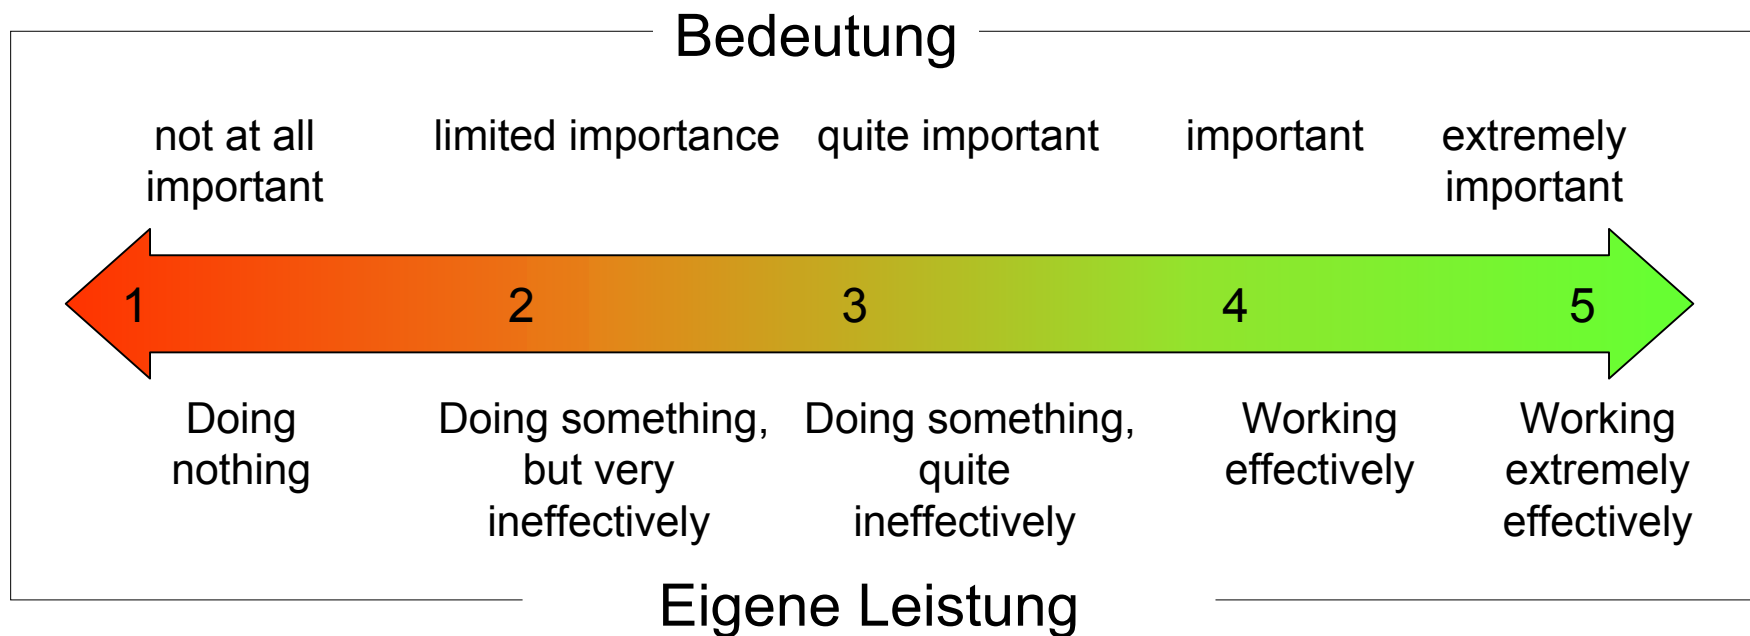 Bedeutung
not at all
important
limited importance
quite important
important
extremely
important
1 2 3 4 5
Doing
nothing
Doing something,
but very
ineffectively
Doing something,
quite
ineffectively
Working
effectively
Working
extremely
effectively
Eigene Leistung